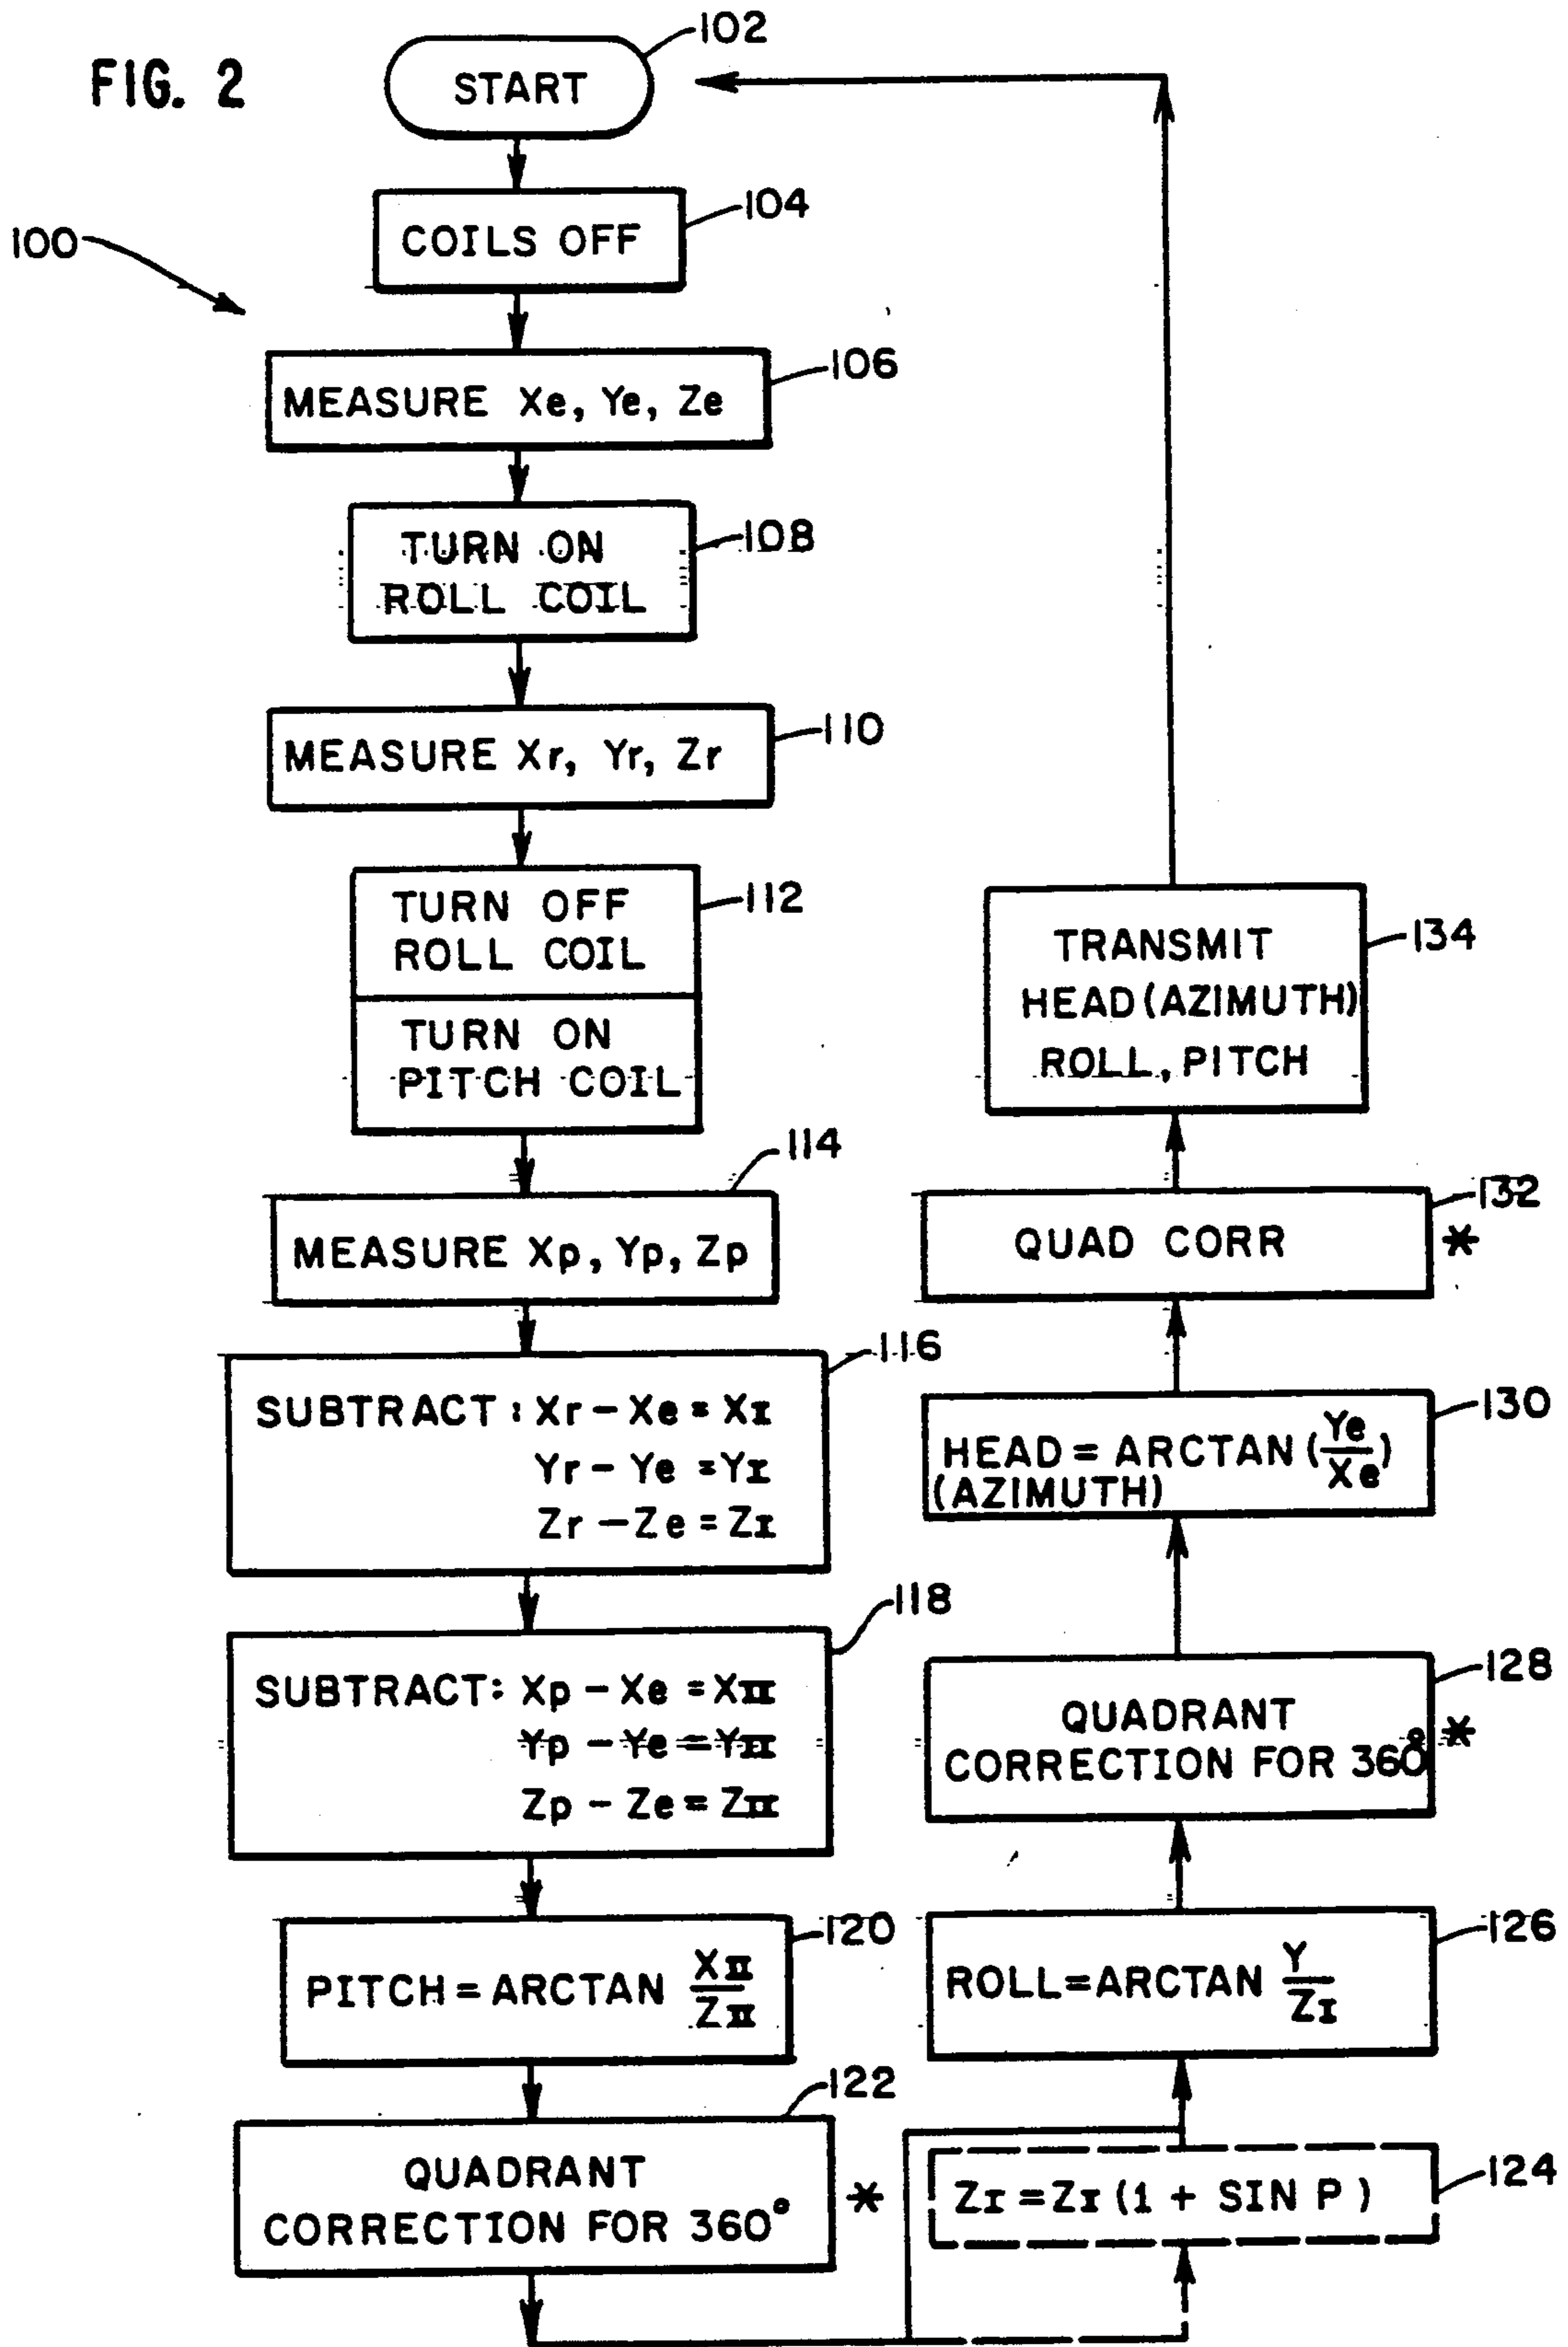 FIG. 2
START
102
100
COILS OFF
104
MEASURE Xe, Ye, Ze
106
TURN ON
ROLL COIL
108
MEASURE Xr, Yr, Zr
110
TURN OFF
ROLL COIL
112
TURN ON
PITCH COIL
MEASURE Xp, Yp, Zp
114
SUBTRACT: Xr - Xe = XI
Yr - Ye = YI
Zr - Ze = ZI
116
SUBTRACT: Xp - Xe = XII
Yp - Ye = YII
Zp - Ze = ZII
118
PITCH = ARCTAN XII
ZII
120
QUADRANT
CORRECTION FOR 360°
*
122
ZI = ZI (1 + SIN P )
124
ROLL=ARCTAN Y
ZI
126
QUADRANT
CORRECTION FOR 360°
*
128
HEAD = ARCTAN (Ye
Xe)
(AZIMUTH)
130
QUAD CORR
*
132
TRANSMIT
HEAD (AZIMUTH)
ROLL, PITCH
134